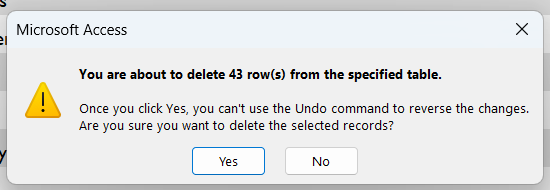 Microsoft Access
You are about to delete 43 row(s) from the specified table.
Once you click Yes, you can't use the Undo command to reverse the changes.
Are you sure you want to delete the selected records?
Yes
No